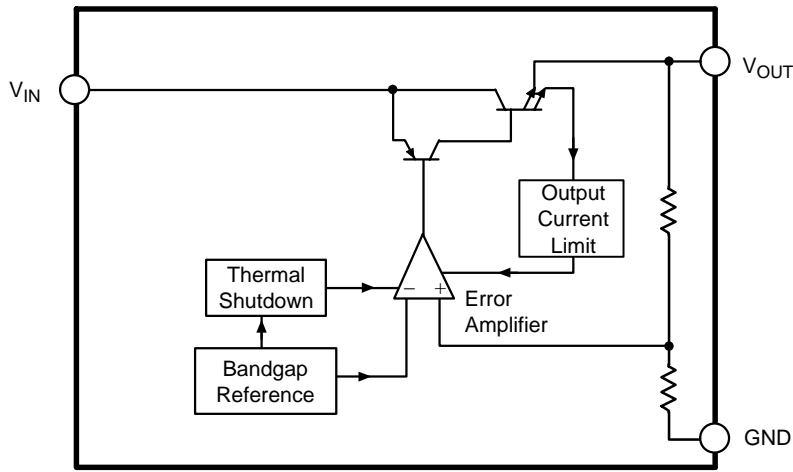 V_IN
V_OUT
Output
Current
Limit
Thermal
Shutdown
− +
Error
Amplifier
Bandgap
Reference
GND